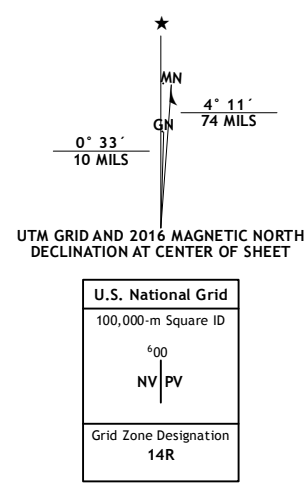 ★
MN
GN
4° 11´
74 MILS
0° 33´
10 MILS
UTM GRID AND 2016 MAGNETIC NORTH
DECLINATION AT CENTER OF SHEET
U.S. National Grid
100,000-m Square ID
⁶00
NV PV
Grid Zone Designation
14R